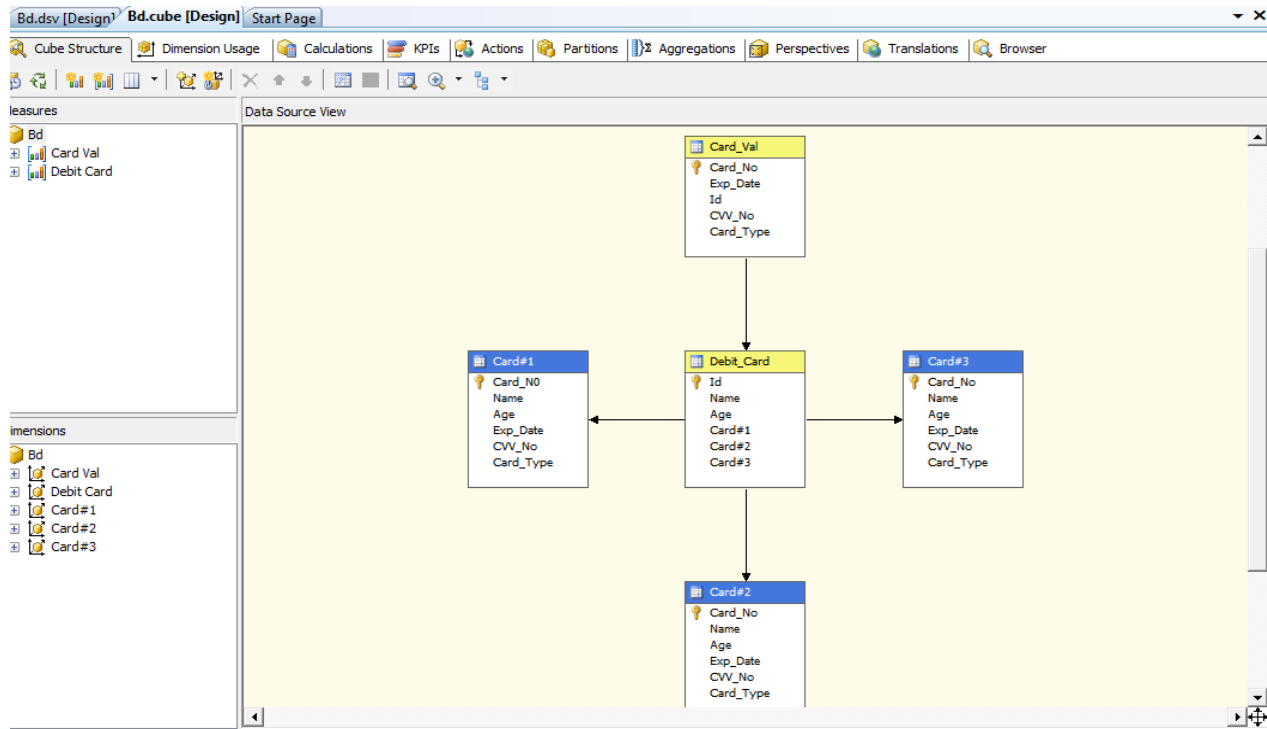 Bd.dsv [Design] Bd.cube [Design] Start Page
Cube Structure Dimension Usage Calculations KPIs Actions Partitions Aggregations Perspectives Translations Browser
leasures
Bd
Card Val
Debit Card
imensions
Bd
Card Val
Debit Card
Card#1
Card#2
Card#3
Data Source View
Card_Val
Card_No
Exp_Date
Id
CVV_No
Card_Type
Card#1
Card_N0
Name
Age
Exp_Date
CVV_No
Card_Type
Debit_Card
Id
Name
Age
Card#1
Card#2
Card#3
Card#3
Card_No
Name
Age
Exp_Date
CVV_No
Card_Type
Card#2
Card_No
Name
Age
Exp_Date
CVV_No
Card_Type